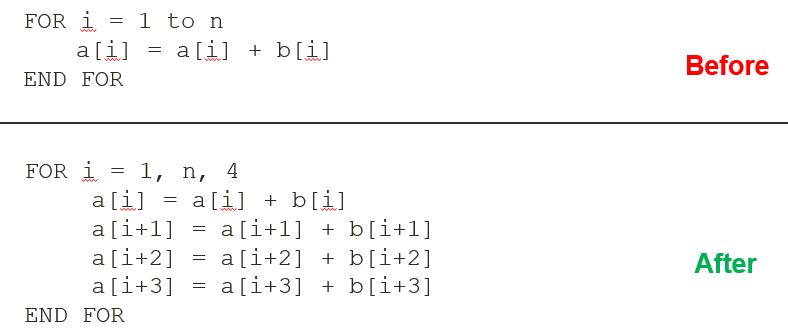 FOR i = 1 to n
a[i] = a[i] + b[i]
END FOR
Before
FOR i = 1, n, 4
a[i] = a[i] + b[i]
a[i+1] = a[i+1] + b[i+1]
a[i+2] = a[i+2] + b[i+2]
a[i+3] = a[i+3] + b[i+3]
END FOR
After